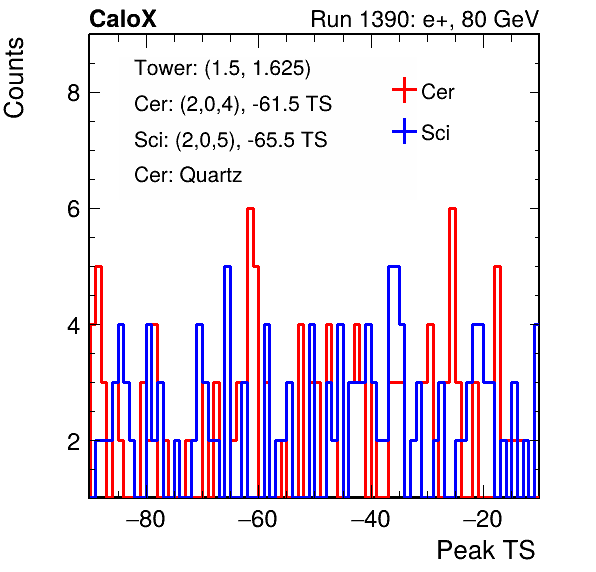 CaloX Run 1390: e+, 80 GeV
Counts
Tower: (1.5, 1.625)
Cer: (2,0,4), -61.5 TS
Sci: (2,0,5), -65.5 TS
Cer: Quartz
Cer
Sci
8
6
4
2
−80 −60 −40 −20
Peak TS